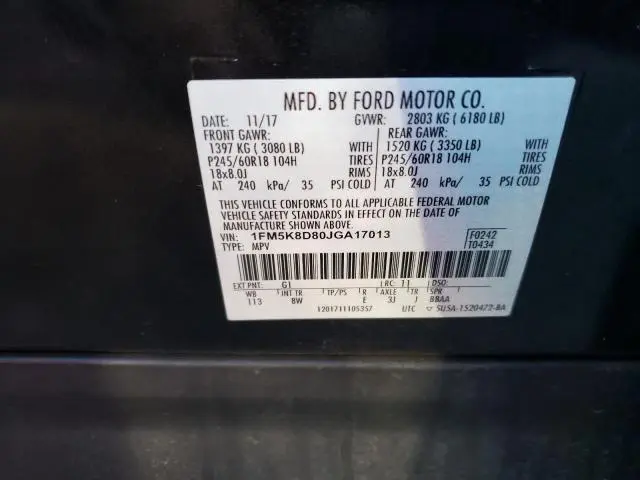 MFD. BY FORD MOTOR CO.
DATE: 11/17 GVWR: 2803 KG ( 6180 LB)
FRONT GAWR: REAR GAWR:
1397 KG ( 3080 LB) WITH 1520 KG ( 3350 LB) WITH
P245/60R18 104H TIRES P245/60R18 104H TIRES
18x8.0J RIMS 18x8.0J RIMS
AT 240 kPa/ 35 PSI COLD AT 240 kPa/ 35 PSI COLD
THIS VEHICLE CONFORMS TO ALL APPLICABLE FEDERAL MOTOR
VEHICLE SAFETY STANDARDS IN EFFECT ON THE DATE OF
MANUFACTURE SHOWN ABOVE.
VIN: 1FM5K8D80JGA17013 F0242
TYPE: MPV T0434
EXT PNT: G1 RC: 11 DSO:
WB INT TR TP/PS R AXLE TR SPR
113 8W E 3J J BBAA
1201711105357 UTC ▽ 5U5A-1520472-BA